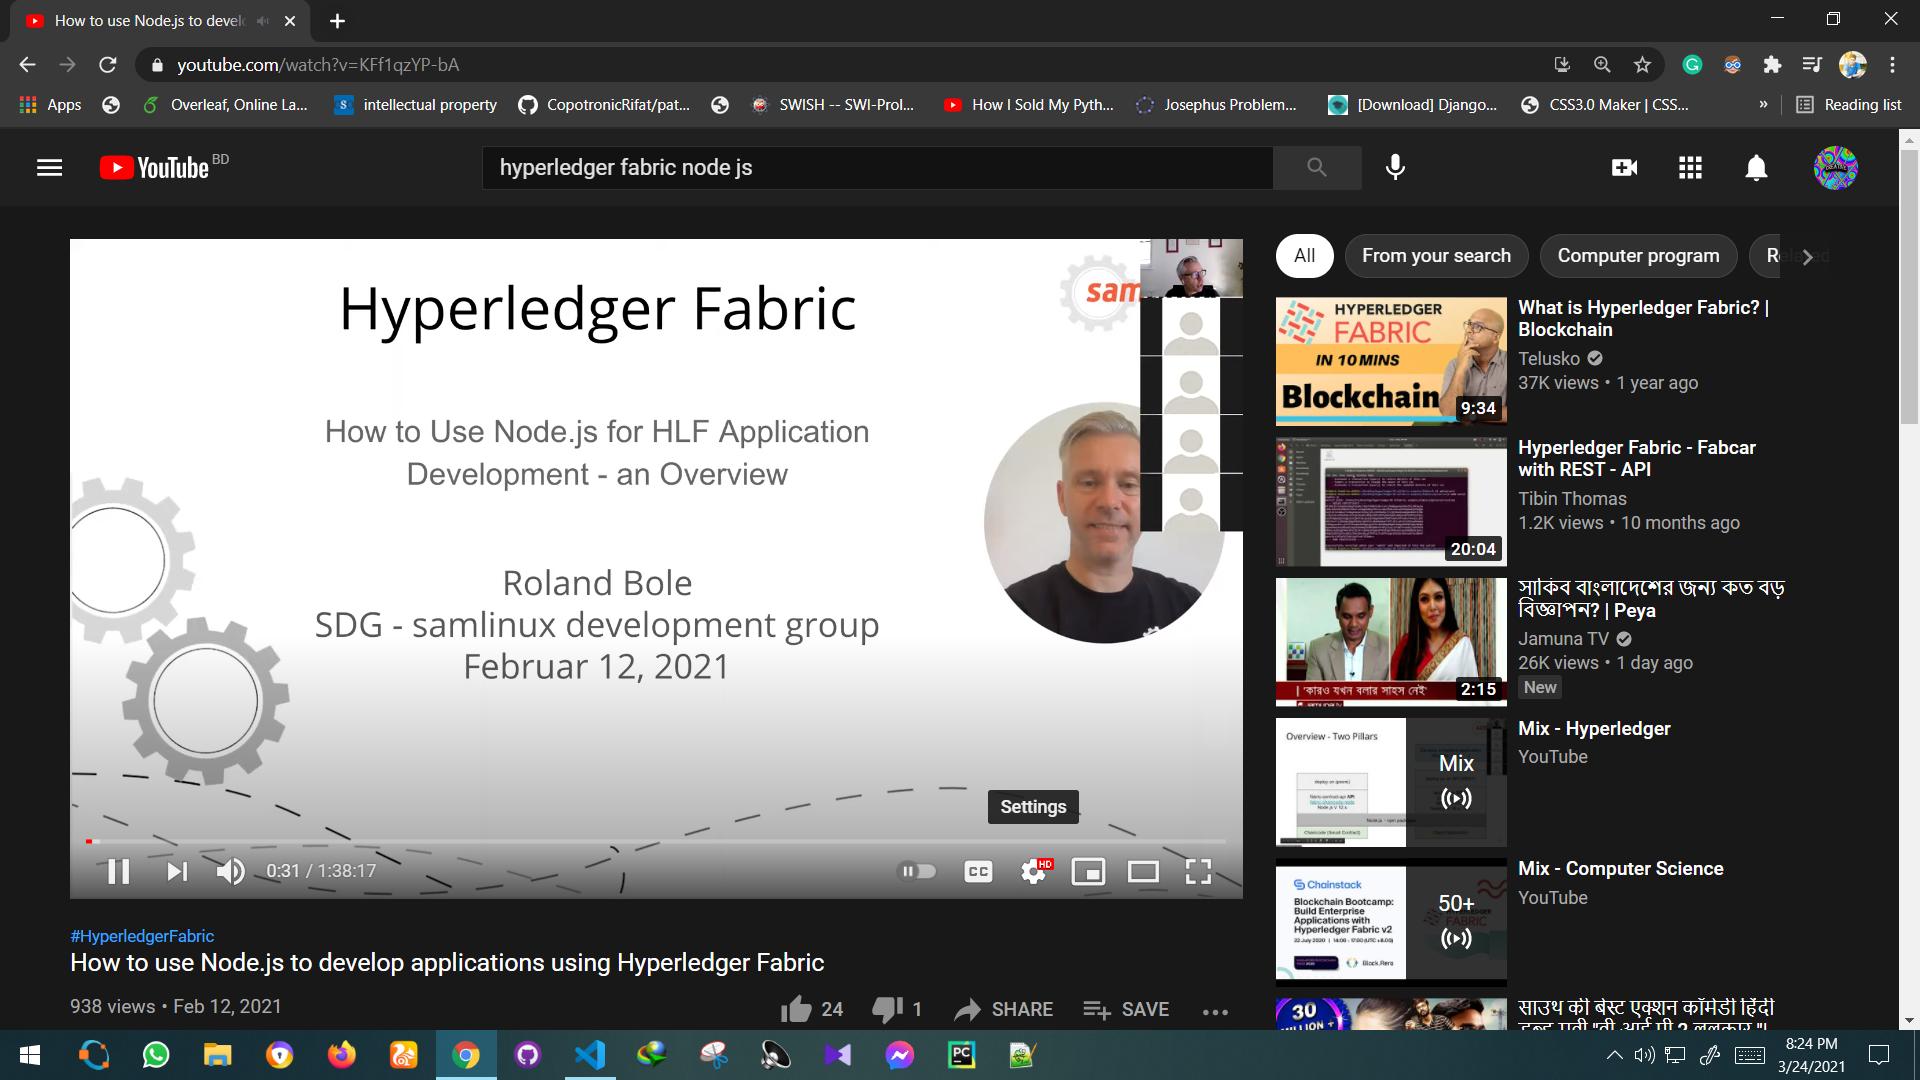 How to use Node.js to devel
youtube.com/watch?v=KFf1qzYP-bA
Apps
Overleaf, Online La...
intellectual property
CopotronicRifat/pat...
SWISH -- SWI-Prol...
How I Sold My Pyth...
Josephus Problem...
[Download] Django...
CSS3.0 Maker | CSS...
»
Reading list
YouTube BD
hyperledger fabric node js
Hyperledger Fabric
sam
How to Use Node.js for HLF Application
Development - an Overview
Roland Bole
SDG - samlinux development group
Februar 12, 2021
Settings
0:31 / 1:38:17
CC
HD
#HyperledgerFabric
How to use Node.js to develop applications using Hyperledger Fabric
938 views • Feb 12, 2021
24
1
SHARE
SAVE
All
From your search
Computer program
Related
HYPERLEDGER
FABRIC
IN 10 MINS
Blockchain
9:34
What is Hyperledger Fabric? |
Blockchain
Telusko
37K views • 1 year ago
20:04
Hyperledger Fabric - Fabcar
with REST - API
Tibin Thomas
1.2K views • 10 months ago
'কারও যখন বলার সাহস নেই'
2:15
সাকিব বাংলাদেশের জন্য কত বড়
বিজ্ঞাপন? | Peya
Jamuna TV
26K views • 1 day ago
New
Overview - Two Pillars
Mix
Mix - Hyperledger
YouTube
Chainstack
Blockchain Bootcamp:
Build Enterprise
Applications with
Hyperledger Fabric v2
50+
Mix - Computer Science
YouTube
30
MILLION +
साउथ की बेस्ट एक्शन कॉमेडी हिंदी
8:24 PM
3/24/2021